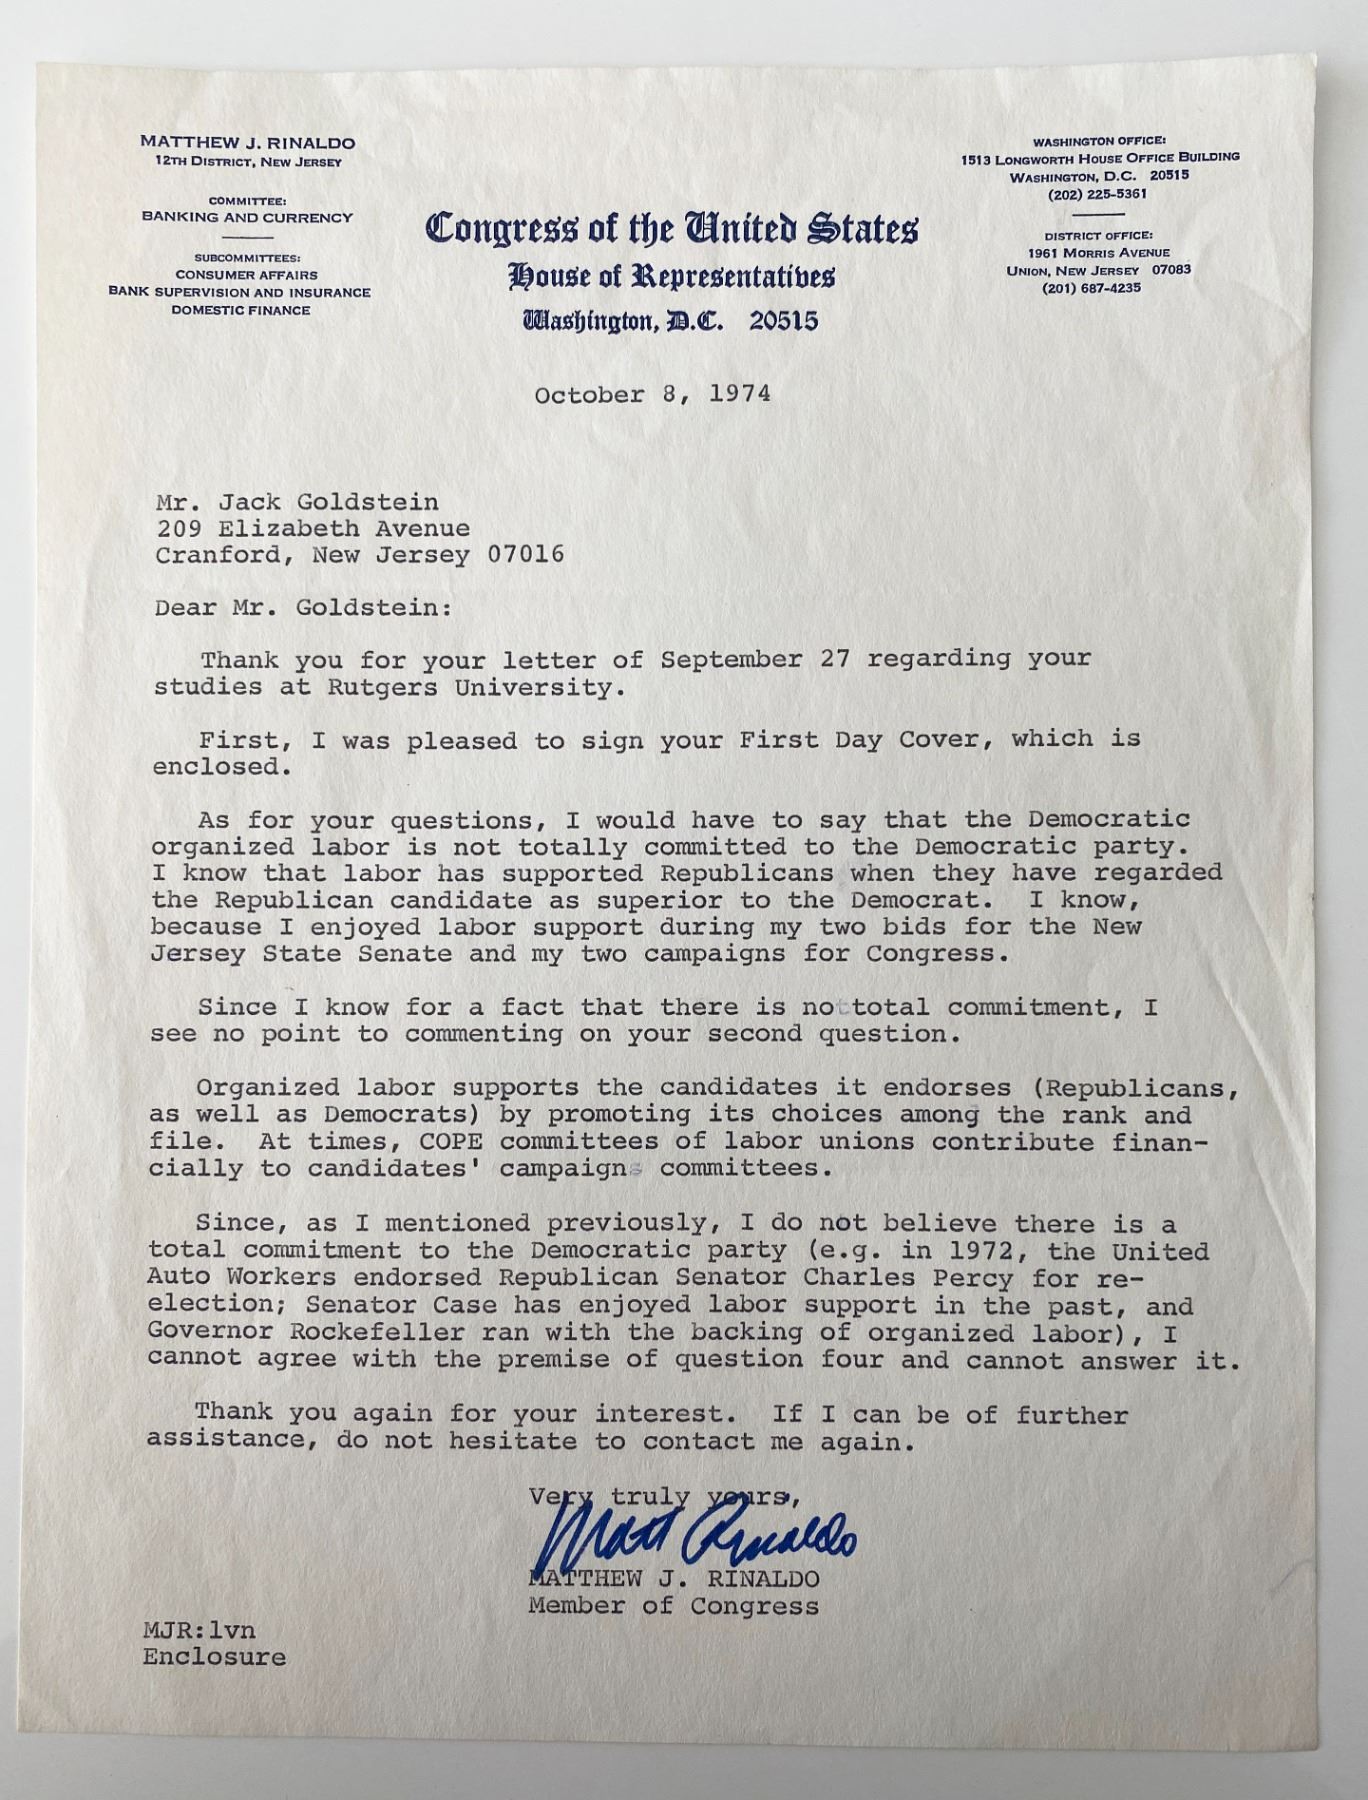 MATTHEW J. RINALDO
12TH DISTRICT, NEW JERSEY
COMMITTEE:
BANKING AND CURRENCY
SUBCOMMITTEES:
CONSUMER AFFAIRS
BANK SUPERVISION AND INSURANCE
DOMESTIC FINANCE
Congress of the United States
House of Representatives
Washington, D.C. 20515
WASHINGTON OFFICE:
1513 LONGWORTH HOUSE OFFICE BUILDING
WASHINGTON, D.C. 20515
(202) 225-5361
DISTRICT OFFICE:
1961 MORRIS AVENUE
UNION, NEW JERSEY 07083
(201) 687-4235
October 8, 1974
Mr. Jack Goldstein
209 Elizabeth Avenue
Cranford, New Jersey 07016
Dear Mr. Goldstein:
Thank you for your letter of September 27 regarding your
studies at Rutgers University.
First, I was pleased to sign your First Day Cover, which is
enclosed.
As for your questions, I would have to say that the Democratic
organized labor is not totally committed to the Democratic party.
I know that labor has supported Republicans when they have regarded
the Republican candidate as superior to the Democrat. I know,
because I enjoyed labor support during my two bids for the New
Jersey State Senate and my two campaigns for Congress.
Since I know for a fact that there is no total commitment, I
see no point to commenting on your second question.
Organized labor supports the candidates it endorses (Republicans,
as well as Democrats) by promoting its choices among the rank and
file. At times, COPE committees of labor unions contribute finan-
cially to candidates' campaign committees.
Since, as I mentioned previously, I do not believe there is a
total commitment to the Democratic party (e.g. in 1972, the United
Auto Workers endorsed Republican Senator Charles Percy for re-
election; Senator Case has enjoyed labor support in the past, and
Governor Rockefeller ran with the backing of organized labor), I
cannot agree with the premise of question four and cannot answer it.
Thank you again for your interest. If I can be of further
assistance, do not hesitate to contact me again.
Very truly yours,
Matt Rinaldo
MATTHEW J. RINALDO
Member of Congress
MJR:lvn
Enclosure